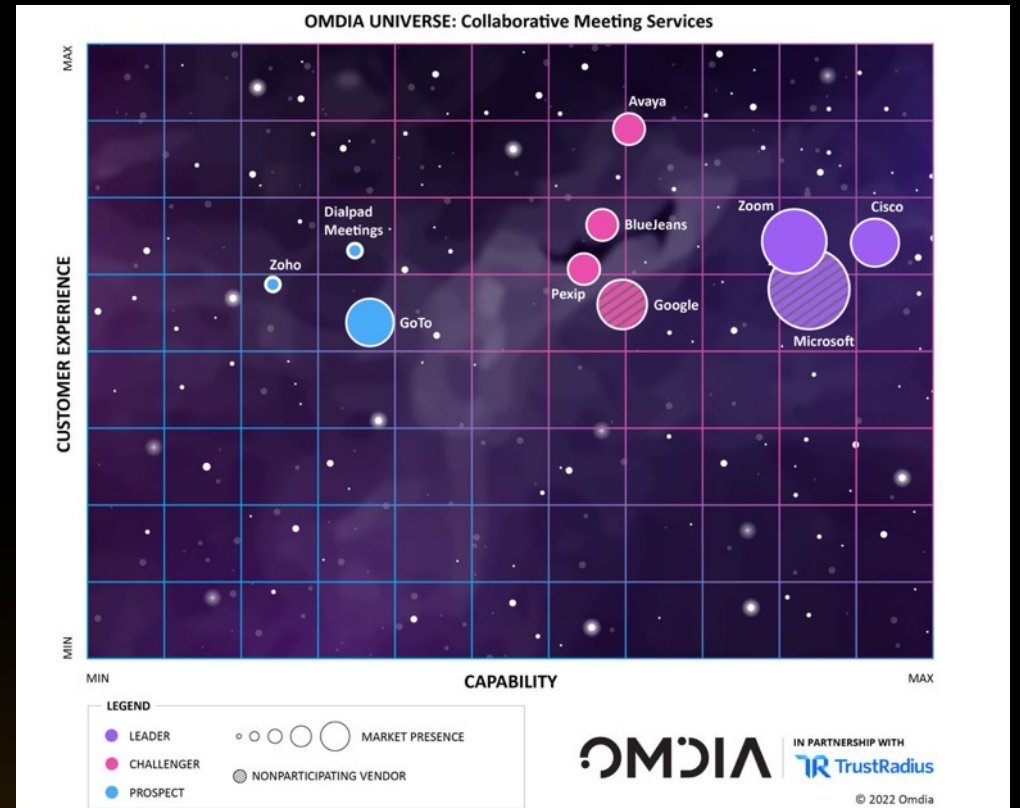 OMDIA UNIVERSE: Collaborative Meeting Services
MAX
CUSTOMER EXPERIENCE
MIN
Avaya
Zoom
Cisco
BlueJeans
Dialpad
Meetings
Zoho
Pexip
Google
GoTo
Microsoft
MIN
CAPABILITY
MAX
LEGEND
LEADER
CHALLENGER
PROSPECT
MARKET PRESENCE
NONPARTICIPATING VENDOR
OMDIA
IN PARTNERSHIP WITH
TR TrustRadius
© 2022 Omdia